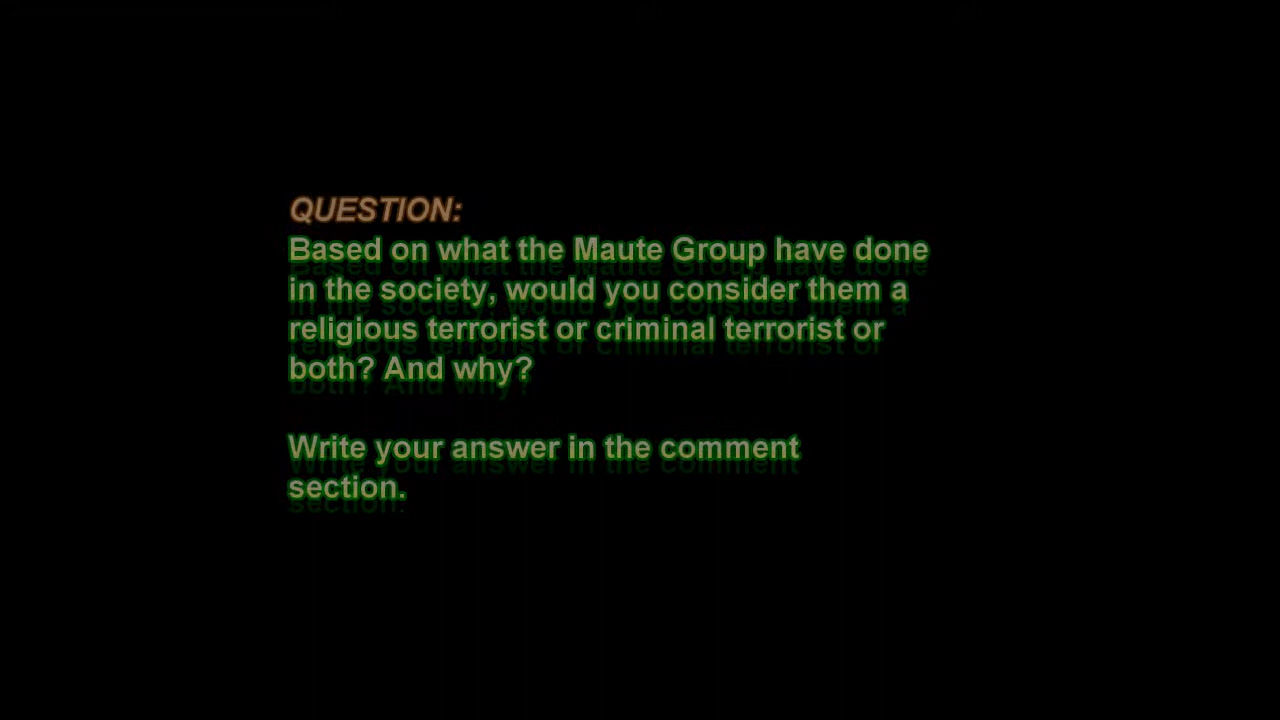 QUESTION:
Based on what the Maute Group have done
in the society, would you consider them a
religious terrorist or criminal terrorist or
both? And why?
Write your answer in the comment
section.